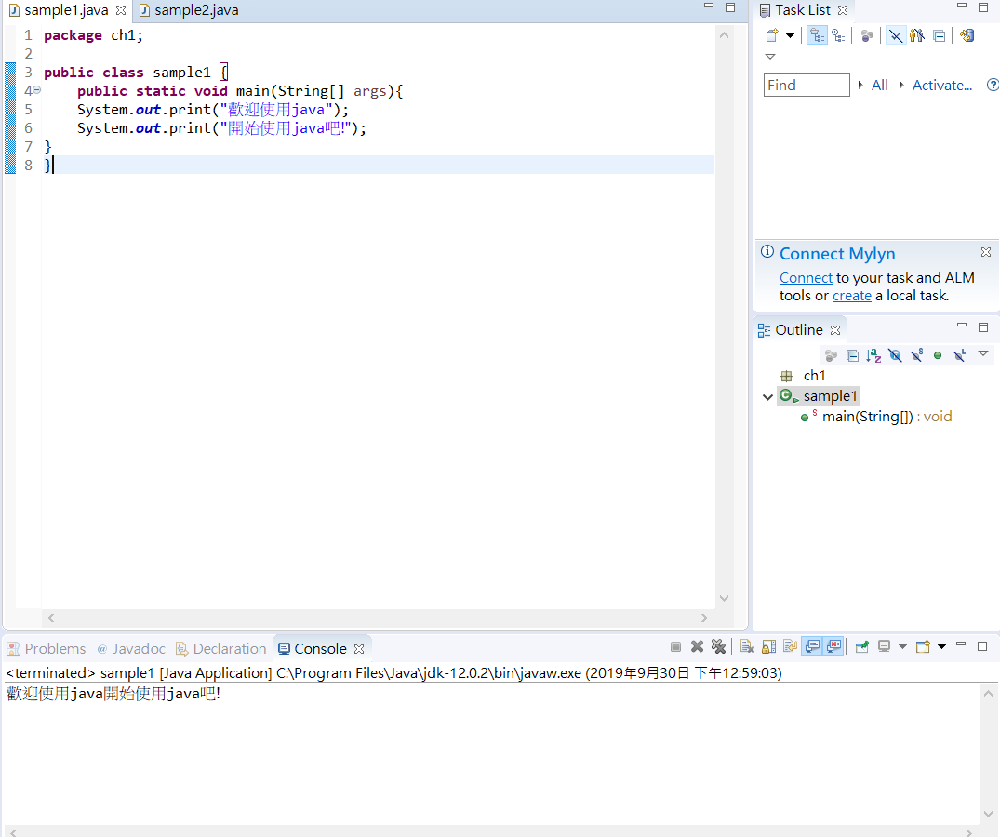 sample1.java
sample2.java
1 package ch1;
2
3 public class sample1 {
4 public static void main(String[] args){
5 System.out.print("歡迎使用java");
6 System.out.print("開始使用java吧!");
7 }
8 }
Task List
Find
All
Activate...
Connect Mylyn
Connect to your task and ALM
tools or create a local task.
Outline
ch1
sample1
main(String[]) : void
Problems
Javadoc
Declaration
Console
<terminated> sample1 [Java Application] C:\Program Files\Java\jdk-12.0.2\bin\javaw.exe (2019年9月30日 下午12:59:03)
歡迎使用java開始使用java吧!